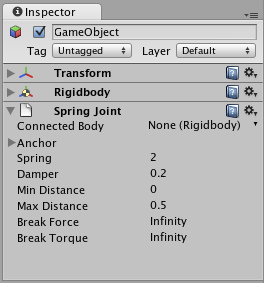 Inspector
GameObject
Tag Untagged Layer Default
Transform
Rigidbody
Spring Joint
Connected Body None (Rigidbody)
Anchor
Spring 2
Damper 0.2
Min Distance 0
Max Distance 0.5
Break Force Infinity
Break Torque Infinity